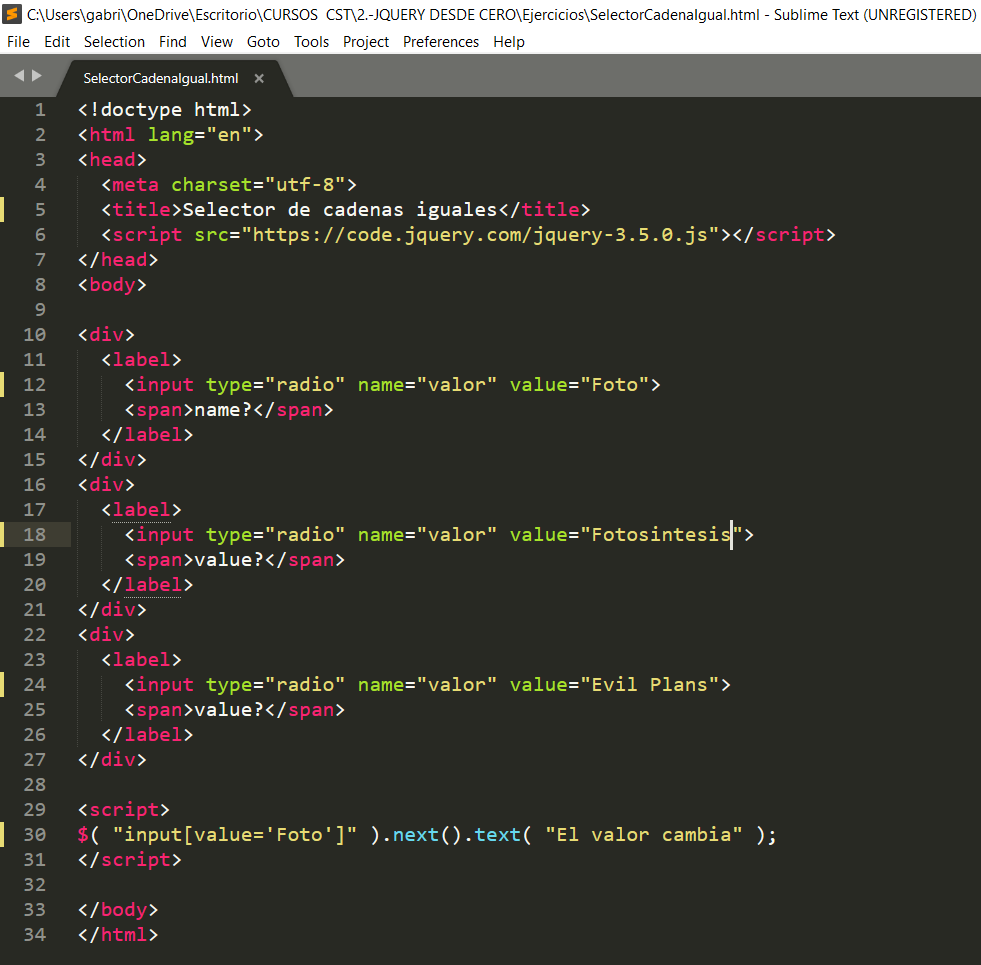 C:\Users\gabri\OneDrive\Escritorio\CURSOS  CST\2.-JQUERY DESDE CERO\Ejercicios\SelectorCadenaIgual.html - Sublime Text (UNREGISTERED)
File Edit Selection Find View Goto Tools Project Preferences Help
SelectorCadenaIgual.html ×
1 <!doctype html>
2 <html lang="en">
3 <head>
4   <meta charset="utf-8">
5   <title>Selector de cadenas iguales</title>
6   <script src="https://code.jquery.com/jquery-3.5.0.js"></script>
7 </head>
8 <body>
9
10 <div>
11   <label>
12     <input type="radio" name="valor" value="Foto">
13     <span>name?</span>
14   </label>
15 </div>
16 <div>
17   <label>
18     <input type="radio" name="valor" value="Fotosintesis">
19     <span>value?</span>
20   </label>
21 </div>
22 <div>
23   <label>
24     <input type="radio" name="valor" value="Evil Plans">
25     <span>value?</span>
26   </label>
27 </div>
28
29 <script>
30 $( "input[value='Foto']" ).next().text( "El valor cambia" );
31 </script>
32
33 </body>
34 </html>